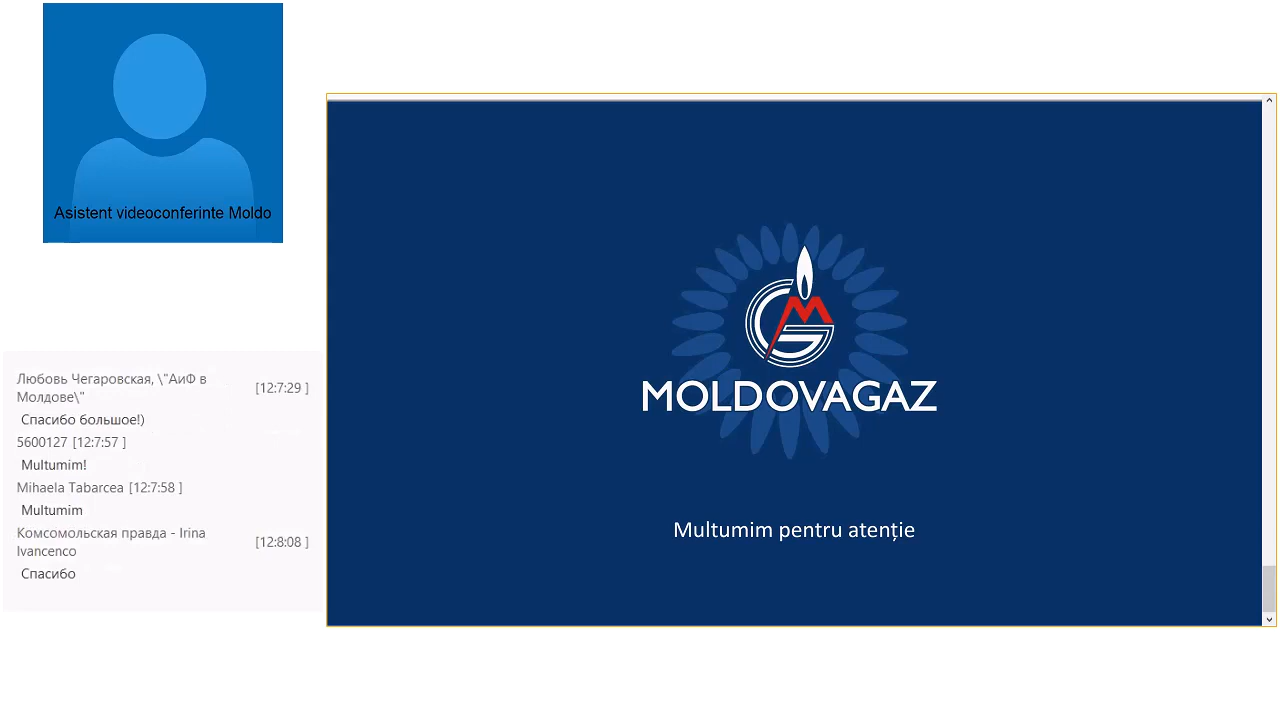 Asistent videoconferinte Moldo
Любовь Чегаровская, \"АиФ в
Молдове\"
[12:7:29 ]
Спасибо большое!)
5600127 [12:7:57 ]
Multumim!
Mihaela Tabarcea [12:7:58 ]
Multumim
Комсомольская правда - Irina
Ivancenco
[12:8:08 ]
Спасибо
MOLDOVAGAZ
Multumim pentru atenție